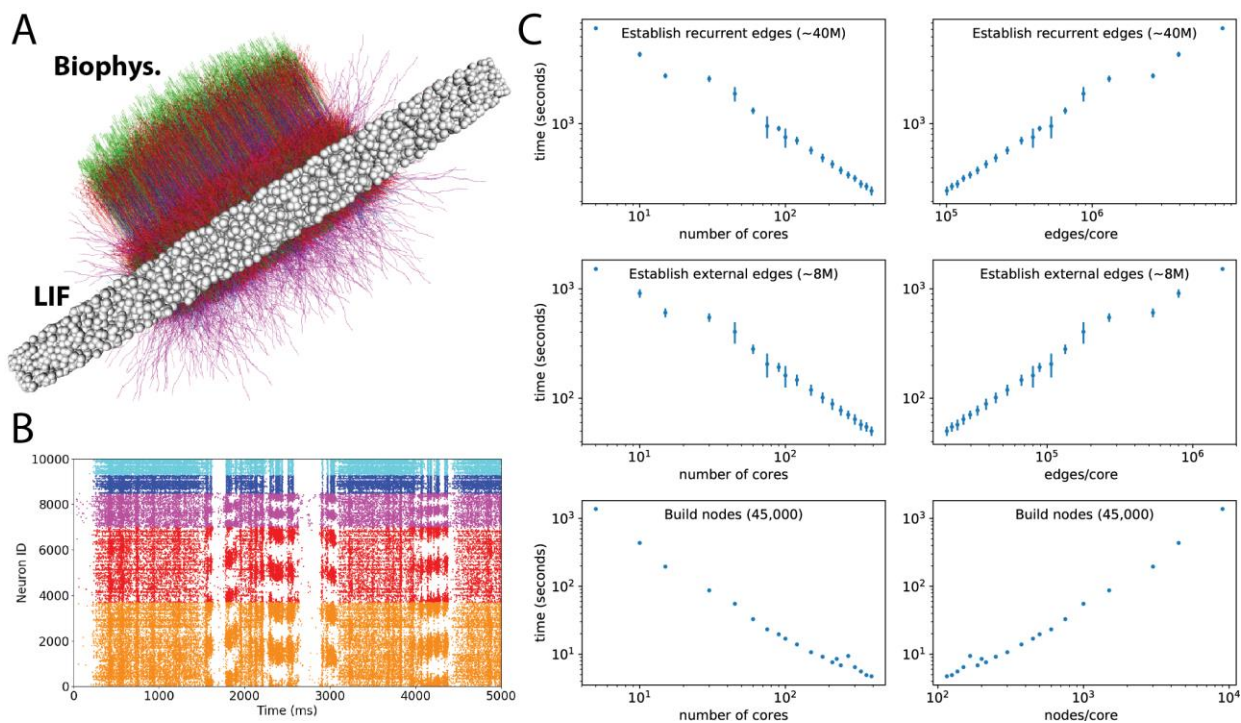 A
Biophys.
LIF
B
10000
8000
6000
4000
2000
0
Neuron ID
0 1000 2000 3000 4000 5000
Time (ms)
C
Establish recurrent edges (~40M)
time (seconds)
10³
10¹ 10²
number of cores
Establish recurrent edges (~40M)
10³
10⁵ 10⁶
edges/core
Establish external edges (~8M)
time (seconds)
10³
10²
10¹ 10²
number of cores
Establish external edges (~8M)
10³
10²
10⁵ 10⁶
edges/core
Build nodes (45,000)
time (seconds)
10³
10²
10¹
10¹ 10²
number of cores
Build nodes (45,000)
10³
10²
10¹
10² 10³ 10⁴
nodes/core